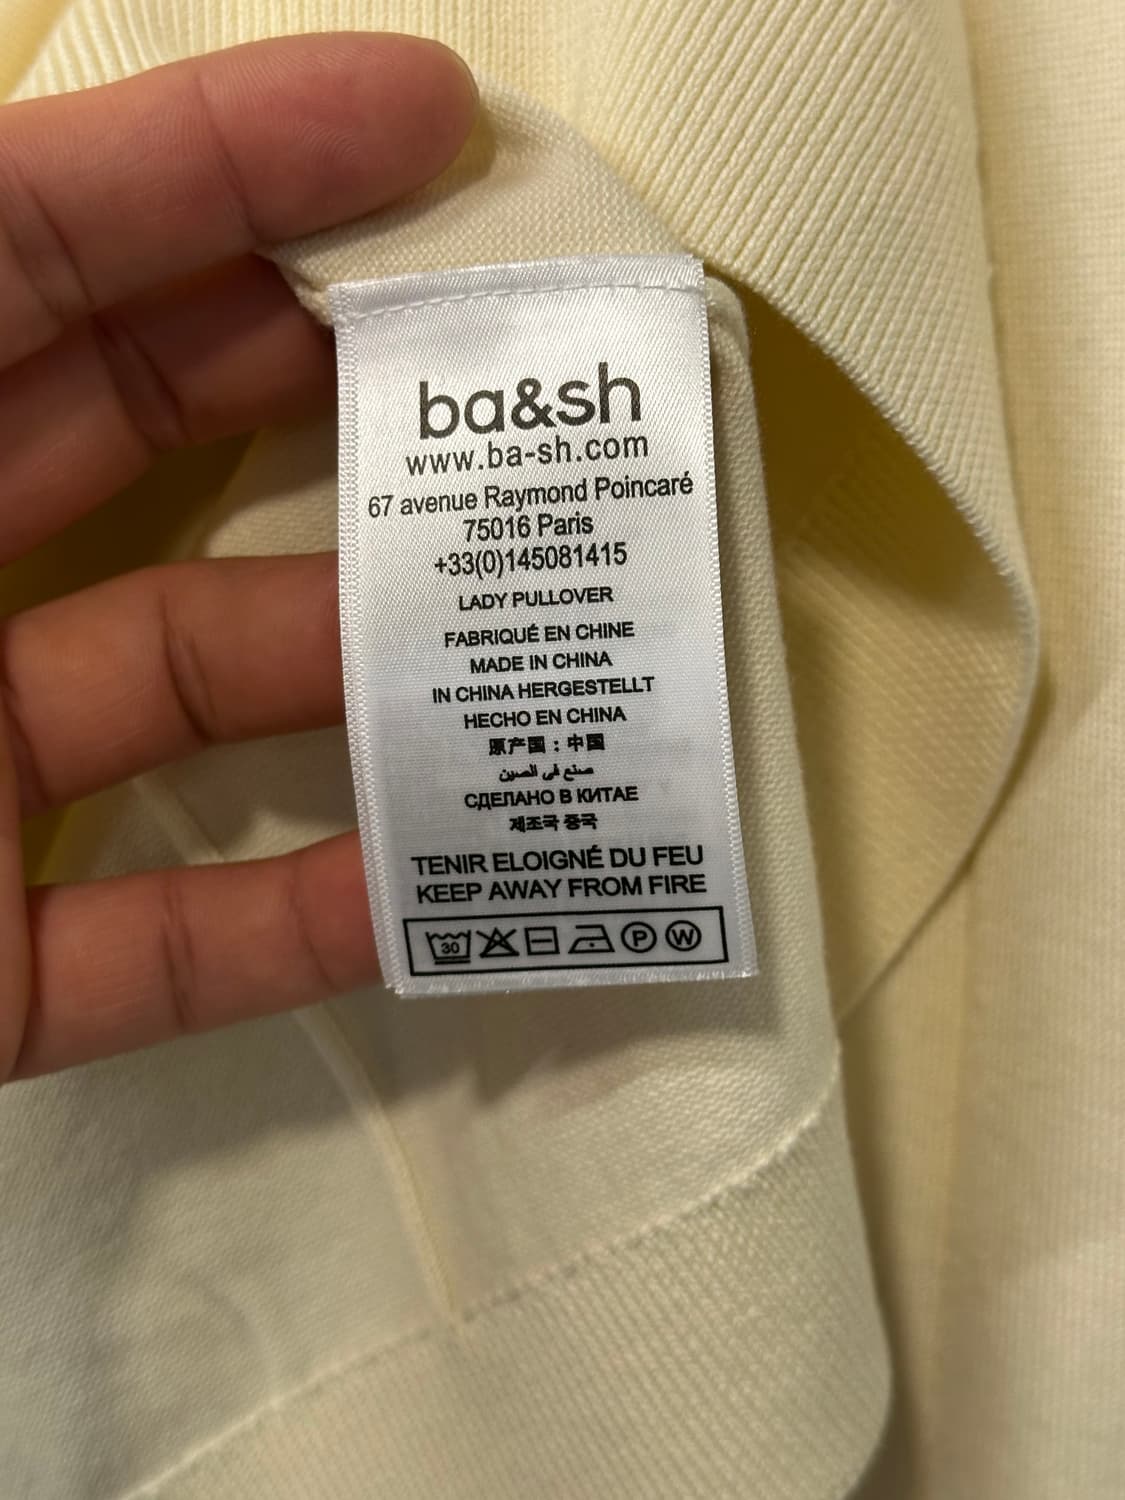 ba&sh
www.ba-sh.com
67 avenue Raymond Poincaré
75016 Paris
+33(0)145081415
LADY PULLOVER
FABRIQUÉ EN CHINE
MADE IN CHINA
IN CHINA HERGESTELLT
HECHO EN CHINA
原产国：中国
صنع في الصين
СДЕЛАНО В КИТАЕ
제조국 중국
TENIR ELOIGNÉ DU FEU
KEEP AWAY FROM FIRE
30 P W